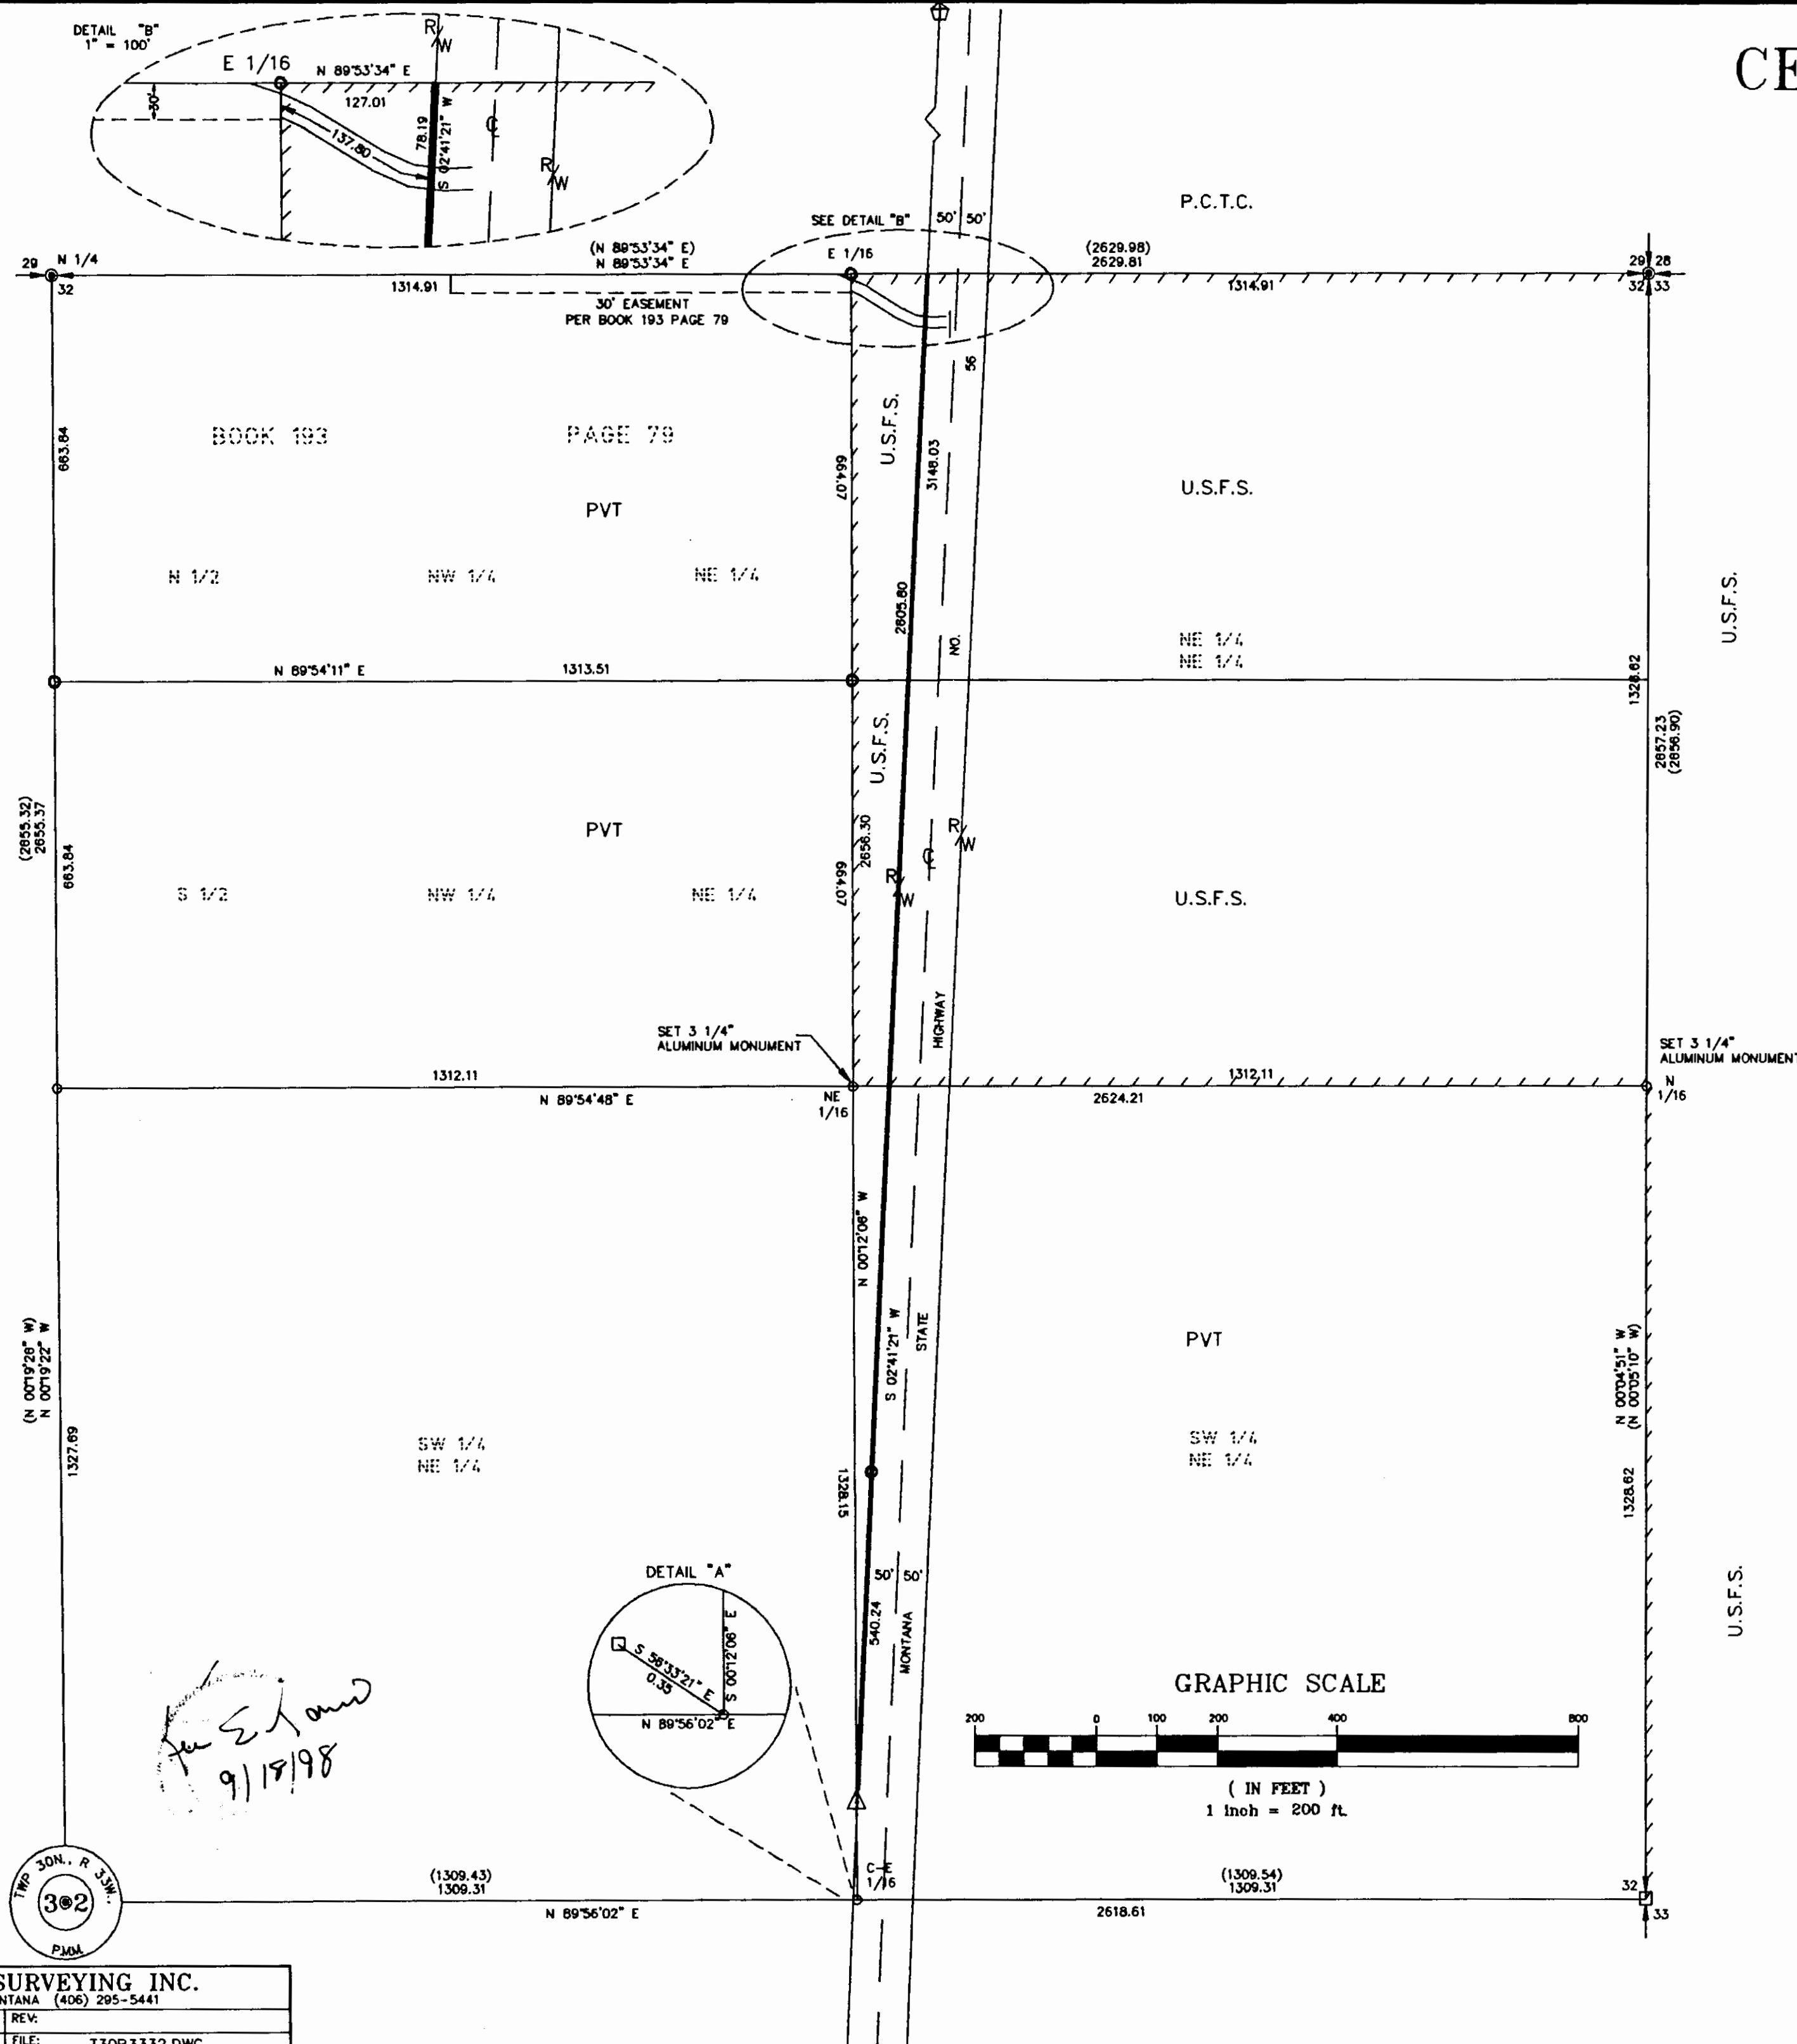 DETAIL "B"
1" = 100'
E 1/16
N 89°53'34" E
127.01
30'
137.80
78.19
S 02°41'21" W
R/W
C̵L
R/W
CE
P.C.T.C.
SEE DETAIL "B"
50' 50'
29
N 1/4
32
(N 89°53'34" E)
N 89°53'34" E
E 1/16
(2629.98)
2629.81
29 28
32 33
1314.91
1314.91
30' EASEMENT
PER BOOK 193 PAGE 79
56
663.84
BOOK 193 PAGE 79
664.07
U.S.F.S.
3148.03
U.S.F.S.
PVT
N 1/2 NW 1/4 NE 1/4
2605.60
NO.
NE 1/4
NE 1/4
U.S.F.S.
N 89°54'11" E
1313.51
1328.62
2657.23
(2656.90)
U.S.F.S.
(2655.32)
2655.37
663.84
PVT
2656.30
664.07
R/W
R/W
S 1/2 NW 1/4 NE 1/4
U.S.F.S.
HIGHWAY
SET 3 1/4"
ALUMINUM MONUMENT
SET 3 1/4"
ALUMINUM MONUMENT
1312.11
1312.11
N 89°54'48" E
NE
1/16
2624.21
N
1/16
N 00°12'06" W
S 02°41'21" W
STATE
PVT
(N 00°19'28" W)
N 00°19'22" W
N 00°04'51" W
(N 00°05'10" W)
1327.69
SW 1/4
NE 1/4
1328.15
SW 1/4
NE 1/4
1328.62
DETAIL "A"
S 56°33'21" E
0.35
S 00°12'06" E
N 89°56'02" E
50' 50'
540.24
MONTANA
U.S.F.S.
9/18/98
GRAPHIC SCALE
200 0 100 200 400 800
( IN FEET )
1 inch = 200 ft.
TWP 30N., R 33W.
32
P.M.M.
(1309.43)
1309.31
N 89°56'02" E
C-E
1/16
(1309.54)
1309.31
2618.61
32
33
SURVEYING INC.
NTANA (406) 295-5441
REV:
FILE: T30R3332.DWG